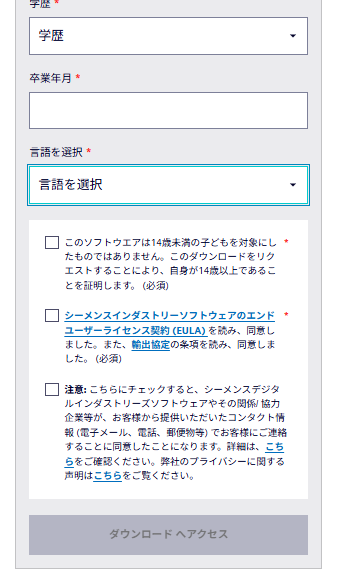 学歴 *
学歴
卒業年月 *
言語を選択 *
言語を選択
このソフトウエアは14歳未満の子どもを対象にし *
たものではありません。このダウンロードをリク
エストすることにより、自身が14歳以上であるこ
とを証明します。 (必須)
シーメンスインダストリーソフトウェアのエンド *
ユーザーライセンス契約 (EULA) を読み、同意し
ました。また、輸出協定の条項を読み、同意しま
した。 (必須)
注意: こちらにチェックすると、シーメンスデジタ
ルインダストリーズソフトウェアやその関係/ 協力
企業等が、お客様から提供いただいたコンタクト情
報 (電子メール、電話、郵便物等) でお客様にご連絡
することに同意したことになります。詳細は、こち
らをご確認ください。弊社のプライバシーに関する
声明はこちらをご覧ください。
ダウンロード へアクセス